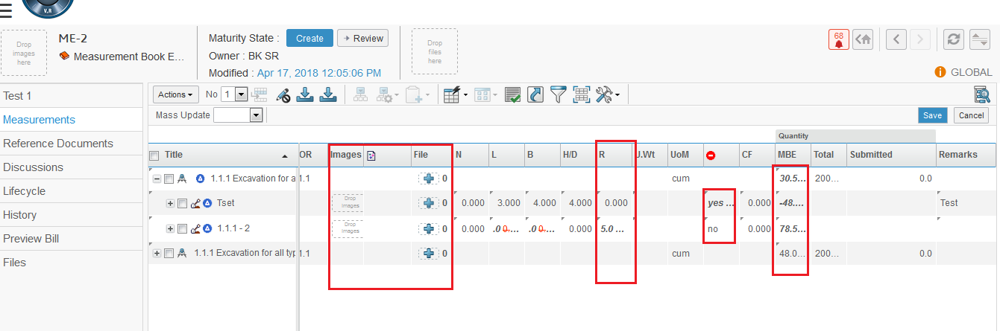 V.R
Drop images here
ME-2
Measurement Book E...
Maturity State :
Create
Review
Owner : BK SR
Modified : Apr 17, 2018 12:05:06 PM
Drop files here
68
GLOBAL
Test 1
Measurements
Reference Documents
Discussions
Lifecycle
History
Preview Bill
Files
Actions
No 1
Mass Update
Save
Cancel
Quantity
Title OR Images File N L B H/D R U.Wt UoM CF MBE Total Submitted Remarks
1.1.1 Excavation for a 1.1 0 cum 30.5... 200... 0.0
Tset Drop images 0 0.000 3.000 4.000 4.000 0.000 yes ... 0.000 -48.... Test
1.1.1 - 2 Drop images 0 0.000 .0 0.... .0 0.... 0.000 5.0 ... no 0.000 78.5...
1.1.1 Excavation for all typ 1.1 0 cum 48.0... 200... 0.0